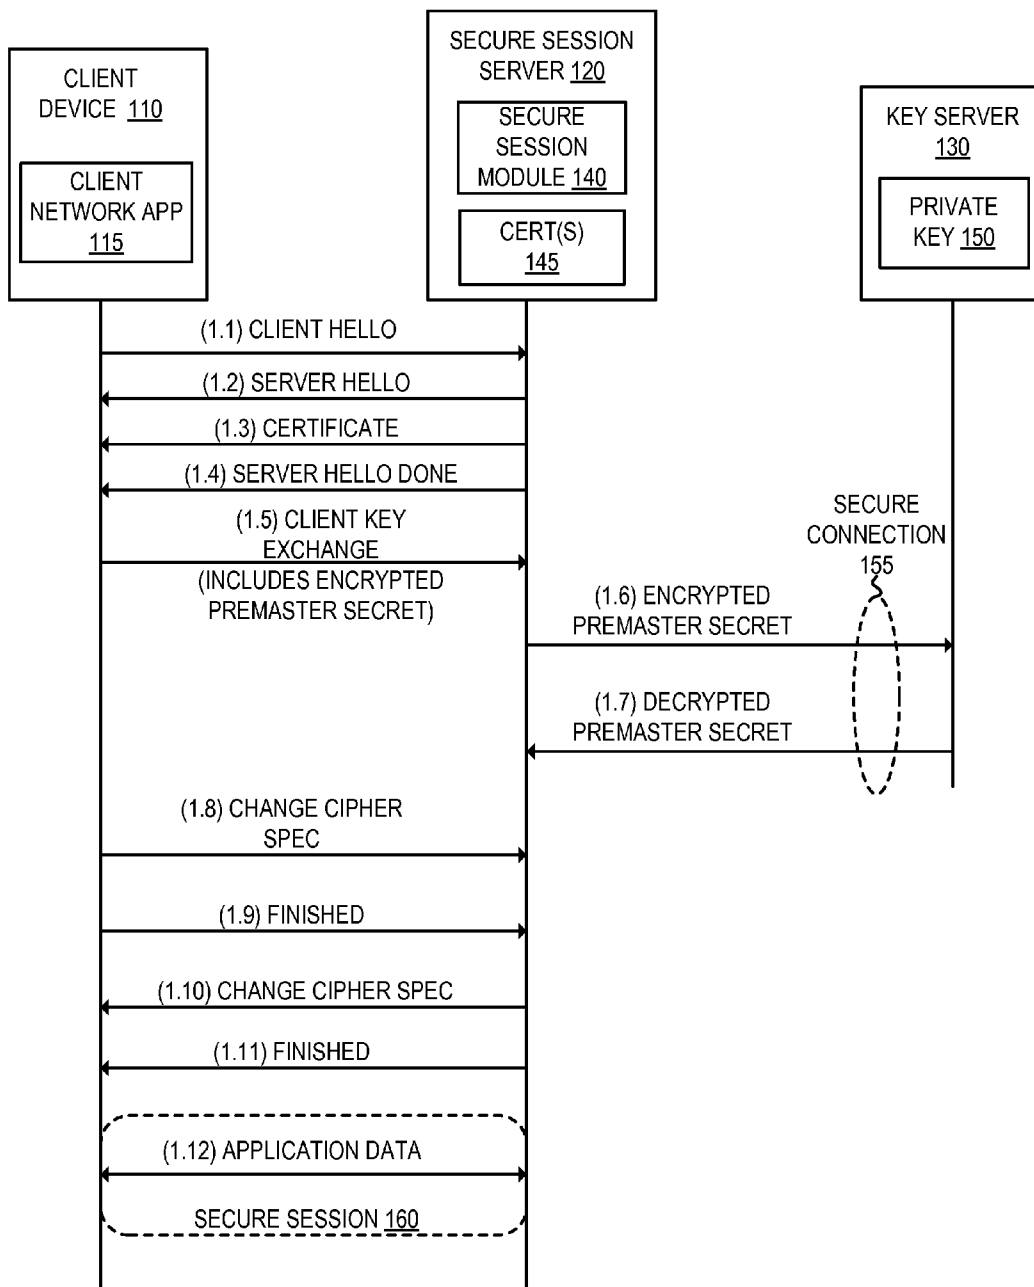 CLIENT
DEVICE 110
CLIENT
NETWORK APP
115
SECURE SESSION
SERVER 120
SECURE
SESSION
MODULE 140
CERT(S)
145
KEY SERVER
130
PRIVATE
KEY 150
(1.1) CLIENT HELLO
(1.2) SERVER HELLO
(1.3) CERTIFICATE
(1.4) SERVER HELLO DONE
(1.5) CLIENT KEY
EXCHANGE
(INCLUDES ENCRYPTED
PREMASTER SECRET)
SECURE
CONNECTION
155
(1.6) ENCRYPTED
PREMASTER SECRET
(1.7) DECRYPTED
PREMASTER SECRET
(1.8) CHANGE CIPHER
SPEC
(1.9) FINISHED
(1.10) CHANGE CIPHER SPEC
(1.11) FINISHED
(1.12) APPLICATION DATA
SECURE SESSION 160